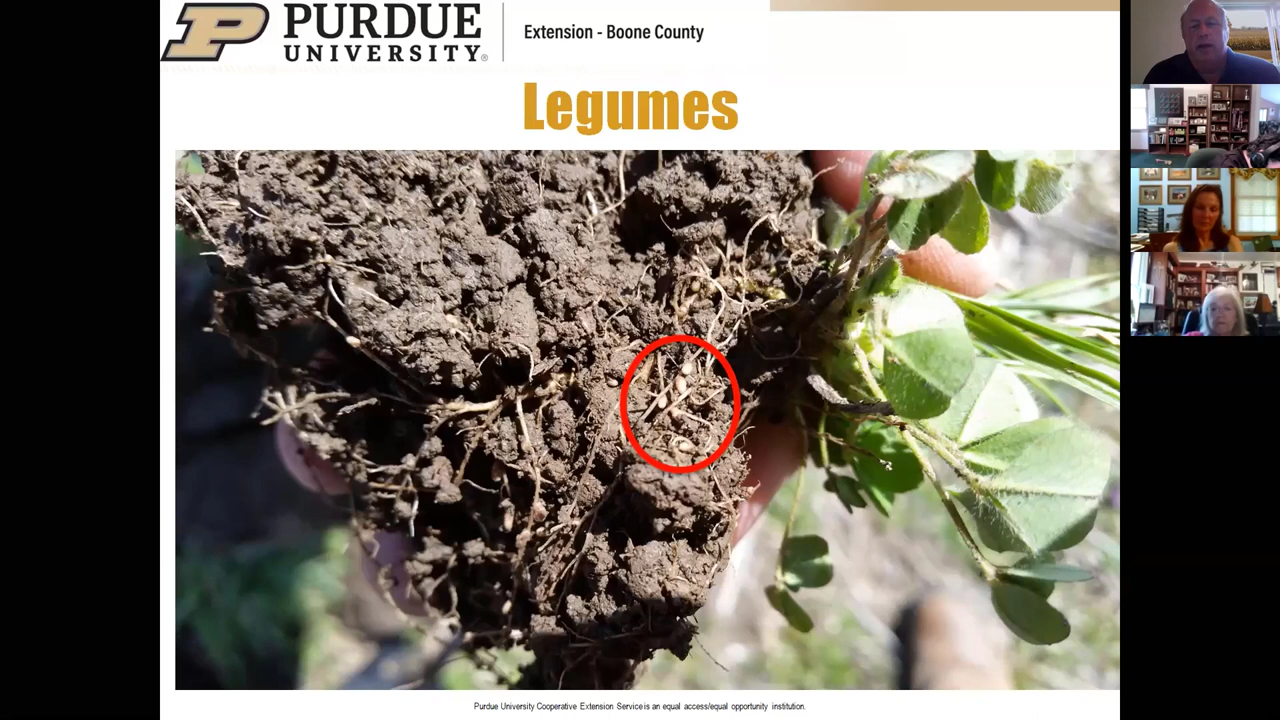 PURDUE
UNIVERSITY®
Extension - Boone County
Legumes
Purdue University Cooperative Extension Service is an equal access/equal opportunity institution.